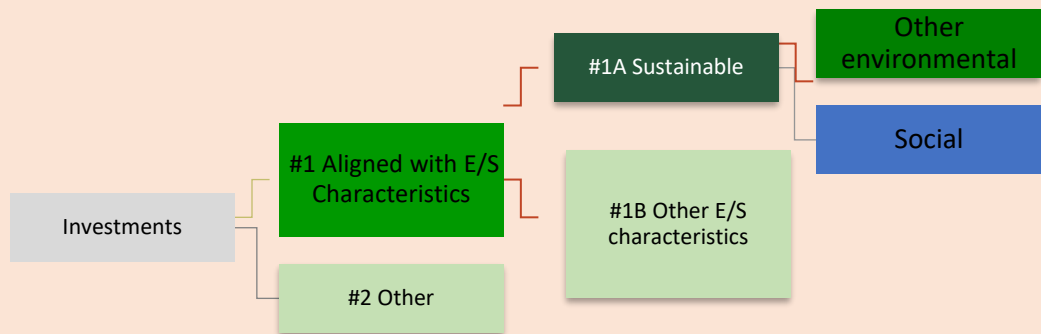 Investments
#1 Aligned with E/S
Characteristics
#2 Other
#1A Sustainable
#1B Other E/S
characteristics
Other
environmental
Social